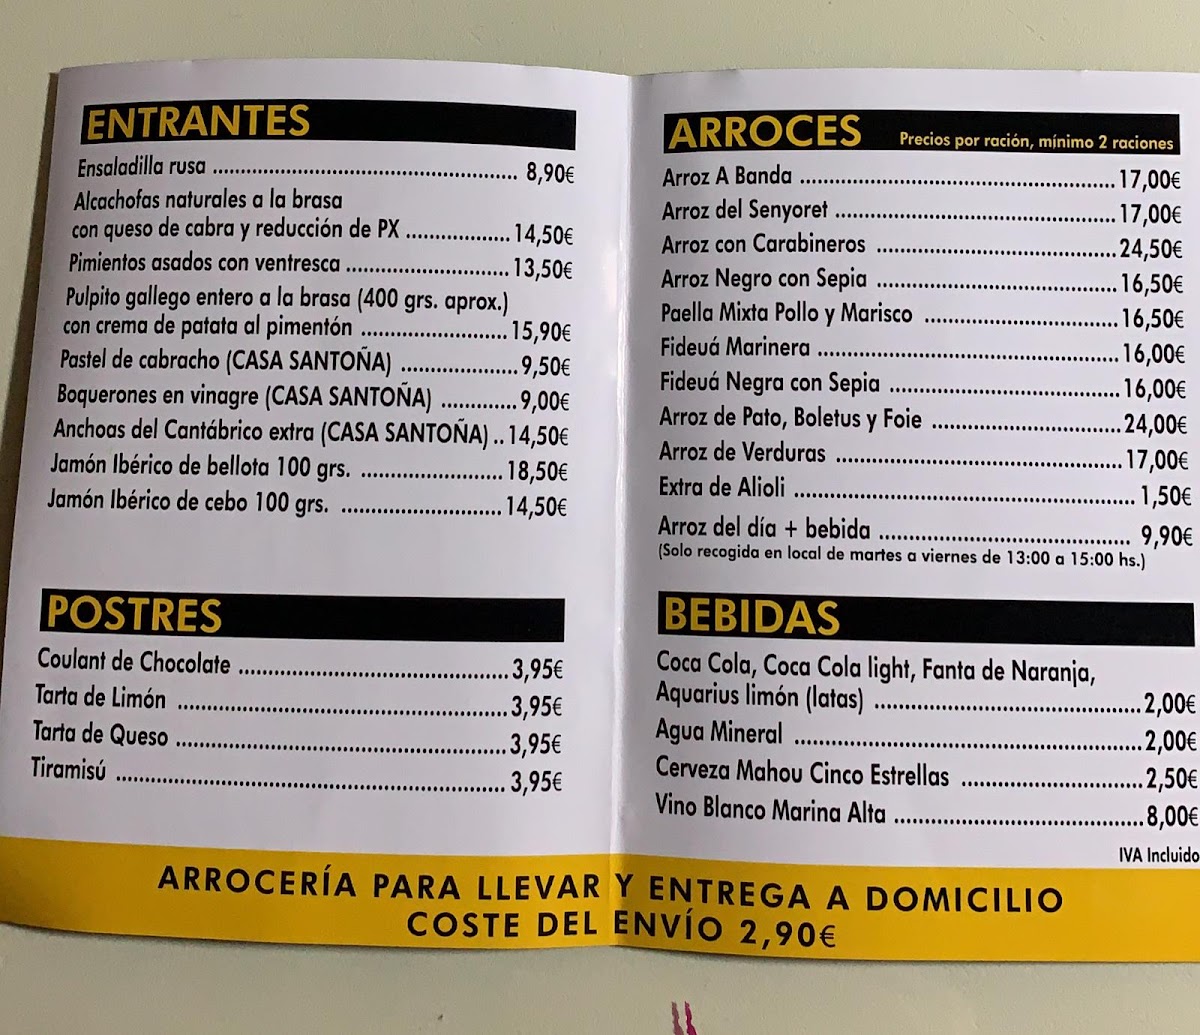 ENTRANTES
Ensaladilla rusa ........ 8,90€
Alcachofas naturales a la brasa
con queso de cabra y reducción de PX ........ 14,50€
Pimientos asados con ventresca ........ 13,50€
Pulpito gallego entero a la brasa (400 grs. aprox.)
con crema de patata al pimentón ........ 15,90€
Pastel de cabracho (CASA SANTOÑA) ........ 9,50€
Boquerones en vinagre (CASA SANTOÑA) ........ 9,00€
Anchoas del Cantábrico extra (CASA SANTOÑA) .. 14,50€
Jamón Ibérico de bellota 100 grs. ........ 18,50€
Jamón Ibérico de cebo 100 grs. ........ 14,50€
POSTRES
Coulant de Chocolate ........ 3,95€
Tarta de Limón ........ 3,95€
Tarta de Queso ........ 3,95€
Tiramisú ........ 3,95€
ARROCES Precios por ración, mínimo 2 raciones
Arroz A Banda ........ 17,00€
Arroz del Senyoret ........ 17,00€
Arroz con Carabineros ........ 24,50€
Arroz Negro con Sepia ........ 16,50€
Paella Mixta Pollo y Marisco ........ 16,50€
Fideuá Marinera ........ 16,00€
Fideuá Negra con Sepia ........ 16,00€
Arroz de Pato, Boletus y Foie ........ 24,00€
Arroz de Verduras ........ 17,00€
Extra de Alioli ........ 1,50€
Arroz del día + bebida ........ 9,90€
(Solo recogida en local de martes a viernes de 13:00 a 15:00 hs.)
BEBIDAS
Coca Cola, Coca Cola light, Fanta de Naranja,
Aquarius limón (latas) ........ 2,00€
Agua Mineral ........ 2,00€
Cerveza Mahou Cinco Estrellas ........ 2,50€
Vino Blanco Marina Alta ........ 8,00€
IVA Incluido
ARROCERÍA PARA LLEVAR Y ENTREGA A DOMICILIO
COSTE DEL ENVÍO 2,90€